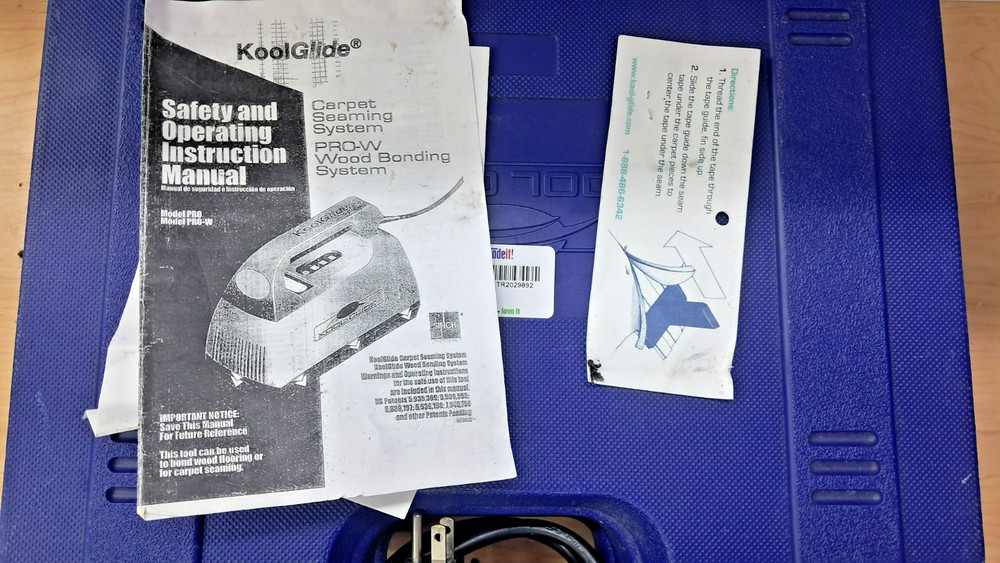 KoolGlide®
Safety and
Operating
Instruction
Manual
Manual de seguridad e instrucción de operación
Model PRO
Model PRO-W
Carpet
Seaming
System
PRO-W
Wood Bonding
System
KoolGlide
KOOLGLIDE
KoolGlide Carpet Seaming System
KoolGlide Wood Bonding System
Warnings and Operating Instructions
for the safe use of this tool
are included in this manual.
and other Patents Pending
IMPORTANT NOTICE:
Save This Manual
For Future Reference
This tool can be used
to bond wood flooring or
for carpet seaming.
adeit!
TR2029892
love it
Directions:
1. Thread the end of the tape through
the tape guide, fin side up.
2. Slide the tape guide down the seam
tape under the carpet pieces to
center the tape under the seam.
www.kool-glide.com 1-888-486-6342